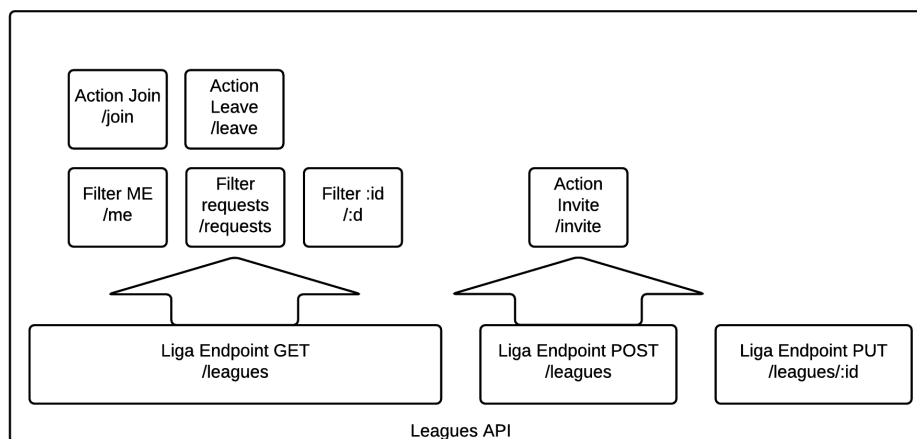 Action Join
/join
Action
Leave
/leave
Filter ME
/me
Filter
requests
/requests
Filter :id
/:d
Action
Invite
/invite
Liga Endpoint GET
/leagues
Liga Endpoint POST
/leagues
Liga Endpoint PUT
/leagues/:id
Leagues API